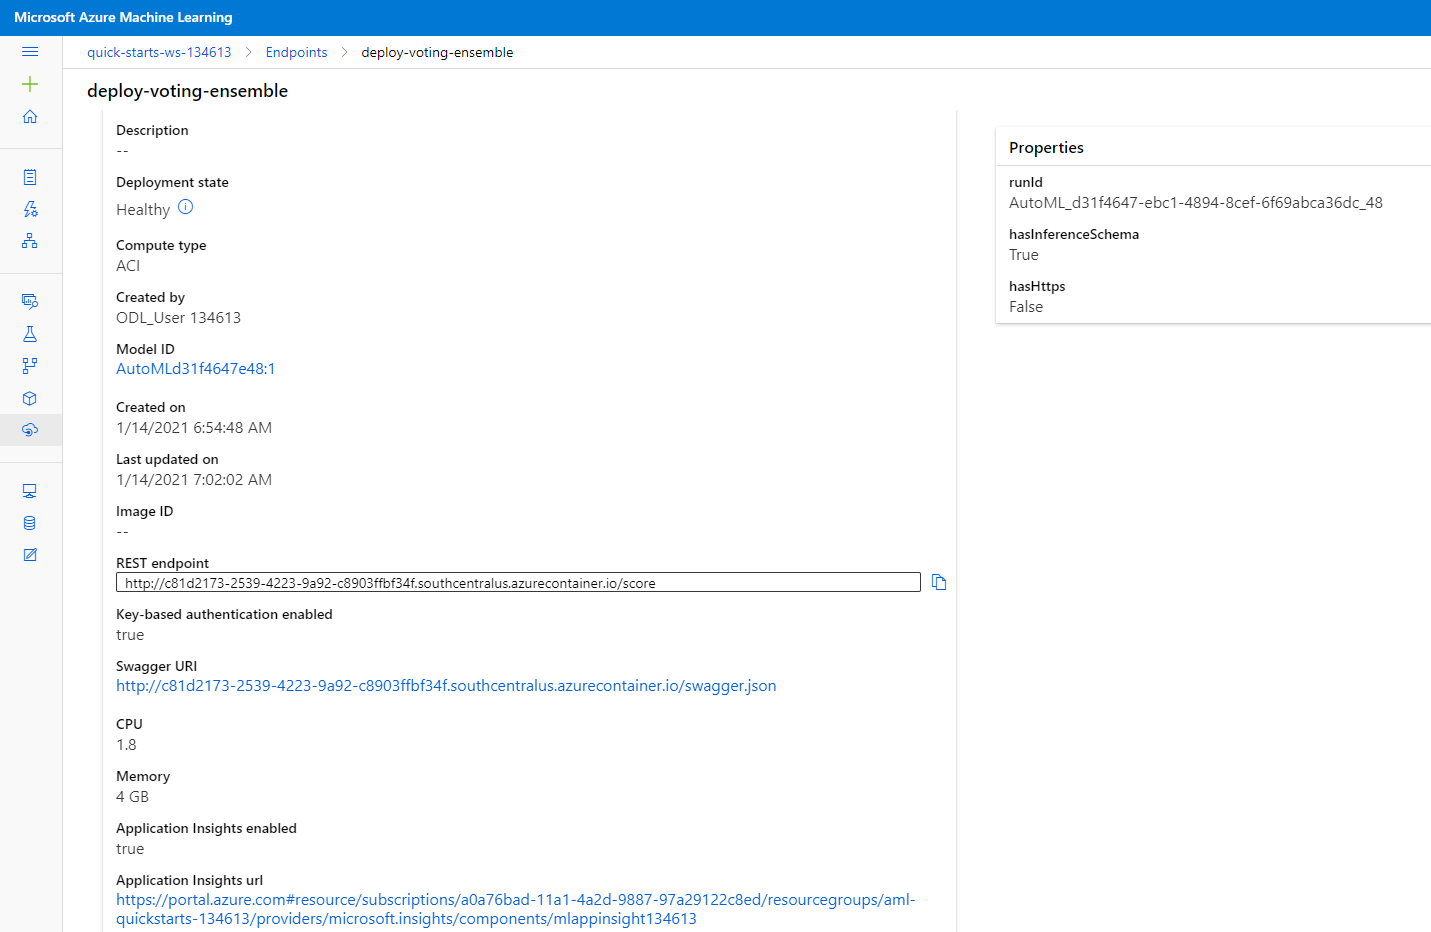 Microsoft Azure Machine Learning
quick-starts-ws-134613 > Endpoints > deploy-voting-ensemble
deploy-voting-ensemble
Description
--
Deployment state
Healthy
Compute type
ACI
Created by
ODL_User 134613
Model ID
AutoMLd31f4647e48:1
Created on
1/14/2021 6:54:48 AM
Last updated on
1/14/2021 7:02:02 AM
Image ID
--
REST endpoint
http://c81d2173-2539-4223-9a92-c8903ffbf34f.southcentralus.azurecontainer.io/score
Key-based authentication enabled
true
Swagger URI
http://c81d2173-2539-4223-9a92-c8903ffbf34f.southcentralus.azurecontainer.io/swagger.json
CPU
1.8
Memory
4 GB
Application Insights enabled
true
Application Insights url
https://portal.azure.com#resource/subscriptions/a0a76bad-11a1-4a2d-9887-97a29122c8ed/resourcegroups/aml-
quickstarts-134613/providers/microsoft.insights/components/mlappinsight134613
Properties
runId
AutoML_d31f4647-ebc1-4894-8cef-6f69abca36dc_48
hasInferenceSchema
True
hasHttps
False